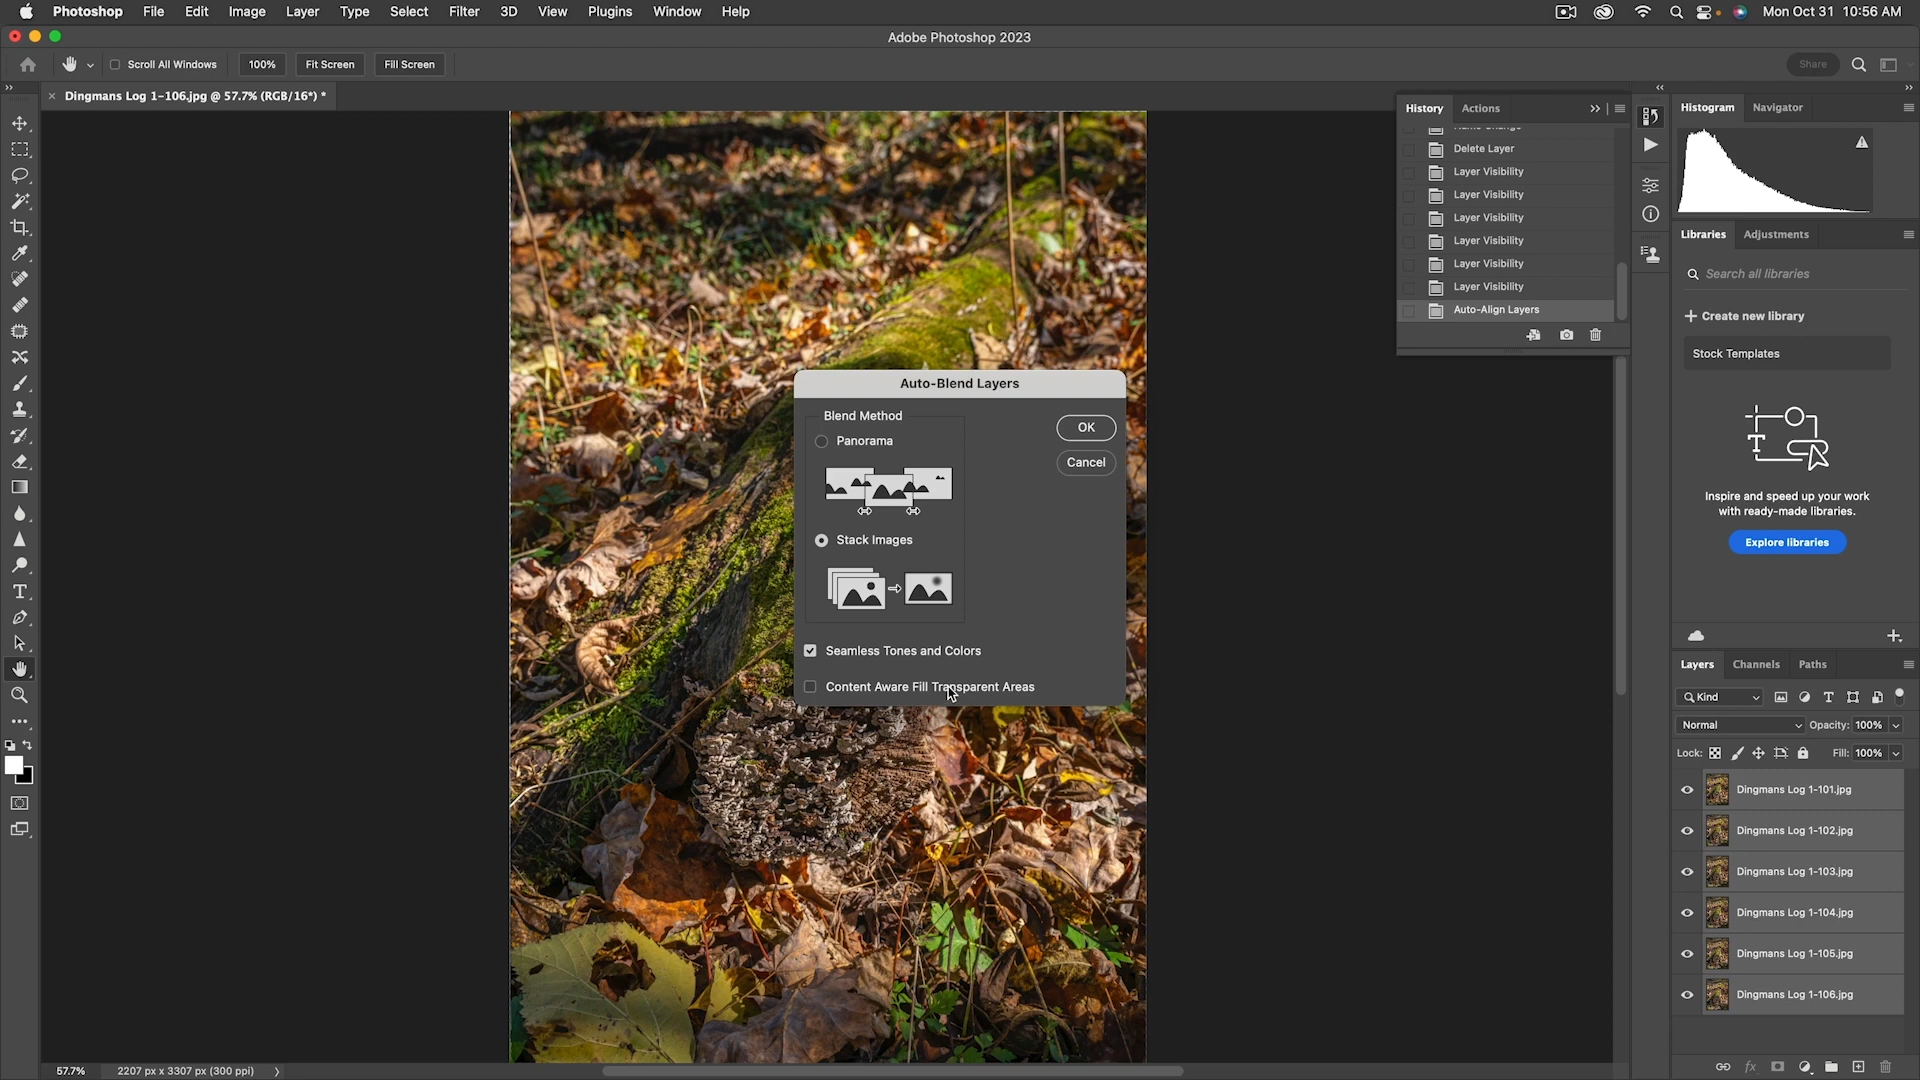 Photoshop File Edit Image Layer Type Select Filter 3D View Plugins Window Help Mon Oct 31 10:56 AM
Adobe Photoshop 2023
Scroll All Windows 100% Fit Screen Fill Screen Share
Dingmans Log 1-106.jpg @ 57.7% (RGB/16*) *
History Actions
Delete Layer
Layer Visibility
Layer Visibility
Layer Visibility
Layer Visibility
Layer Visibility
Layer Visibility
Auto-Align Layers
Auto-Blend Layers
Blend Method
Panorama
Stack Images
Seamless Tones and Colors
Content Aware Fill Transparent Areas
OK
Cancel
Histogram Navigator
Libraries Adjustments
Search all libraries
+ Create new library
Stock Templates
T
Inspire and speed up your work
with ready-made libraries.
Explore libraries
Layers Channels Paths
Kind
Normal Opacity: 100%
Lock: Fill: 100%
Dingmans Log 1-101.jpg
Dingmans Log 1-102.jpg
Dingmans Log 1-103.jpg
Dingmans Log 1-104.jpg
Dingmans Log 1-105.jpg
Dingmans Log 1-106.jpg
57.7% 2207 px x 3307 px (300 ppi)